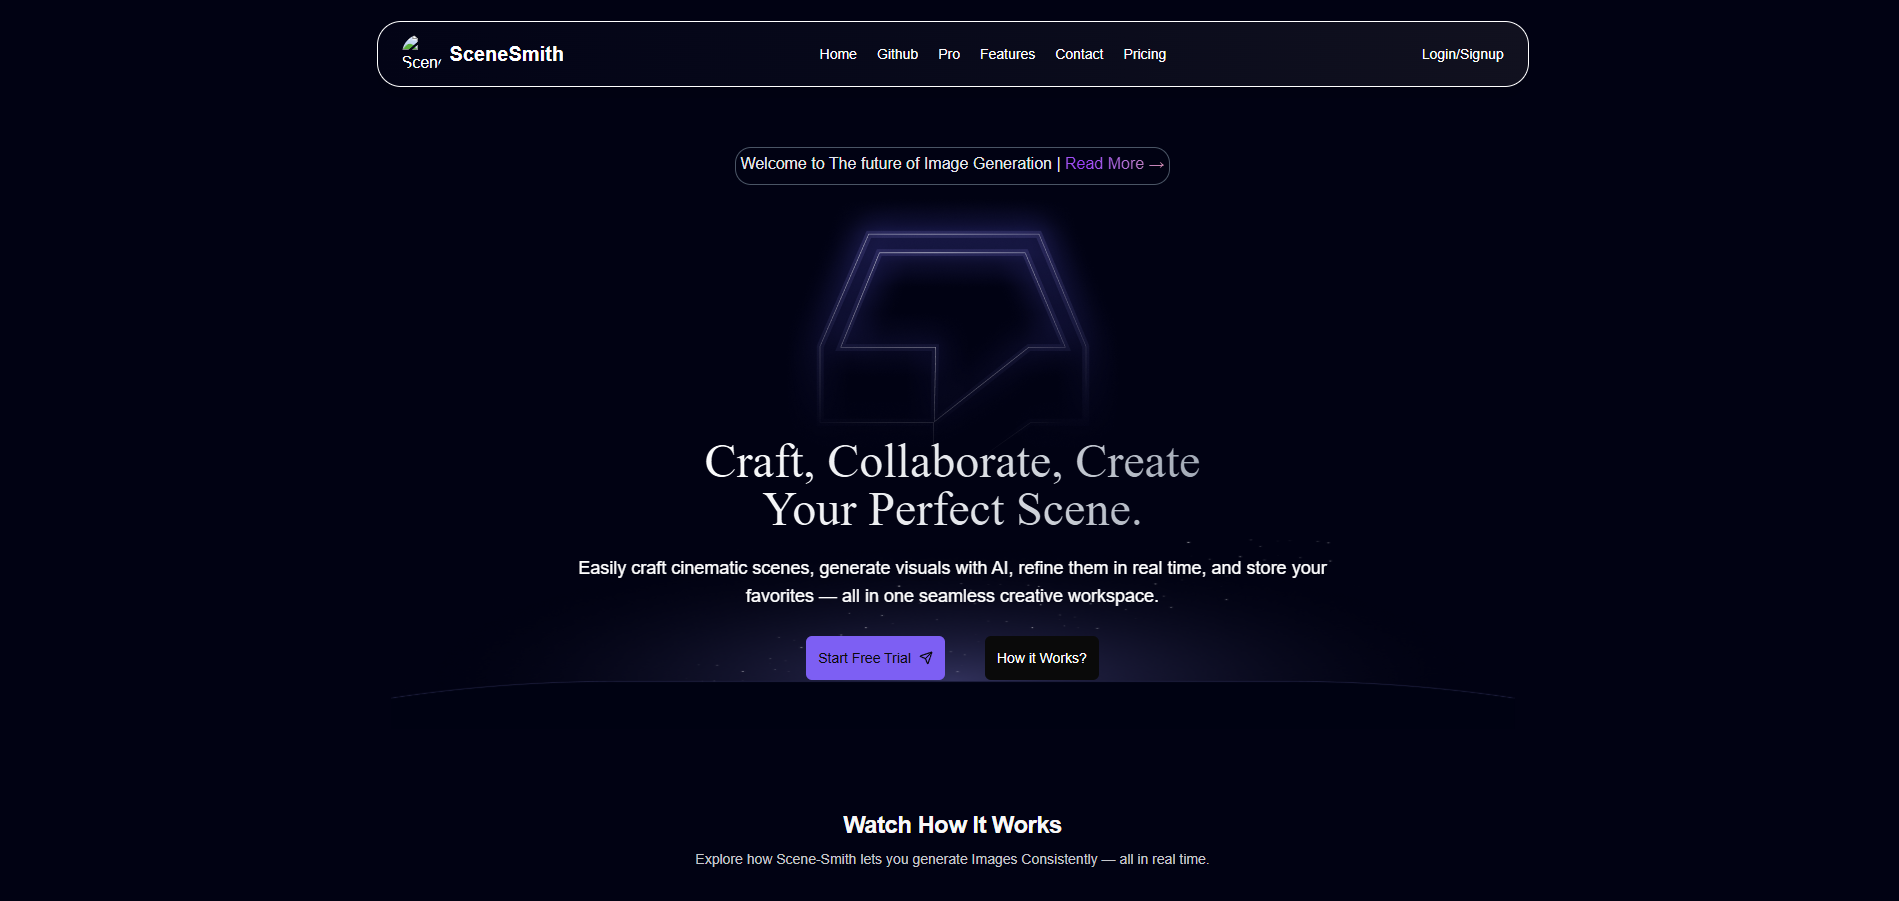 Scen
SceneSmith
Home Github Pro Features Contact Pricing
Login/Signup
Welcome to The future of Image Generation | Read More →
Craft, Collaborate, Create
Your Perfect Scene.
Easily craft cinematic scenes, generate visuals with AI, refine them in real time, and store your
favorites — all in one seamless creative workspace.
Start Free Trial
How it Works?
Watch How It Works
Explore how Scene-Smith lets you generate Images Consistently — all in real time.